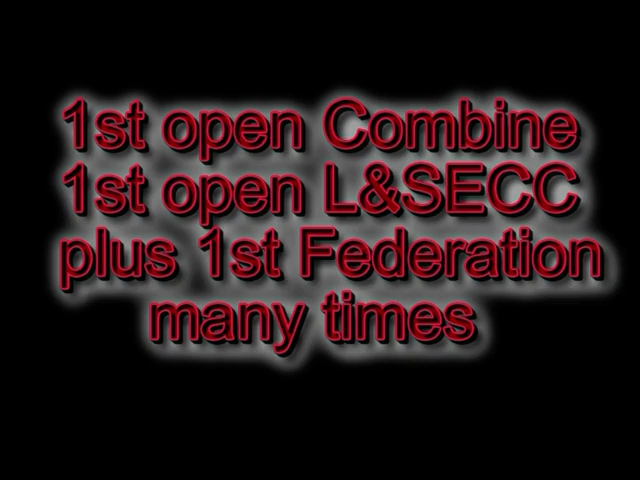 1st open Combine
1st open L&SECC
plus 1st Federation
many times